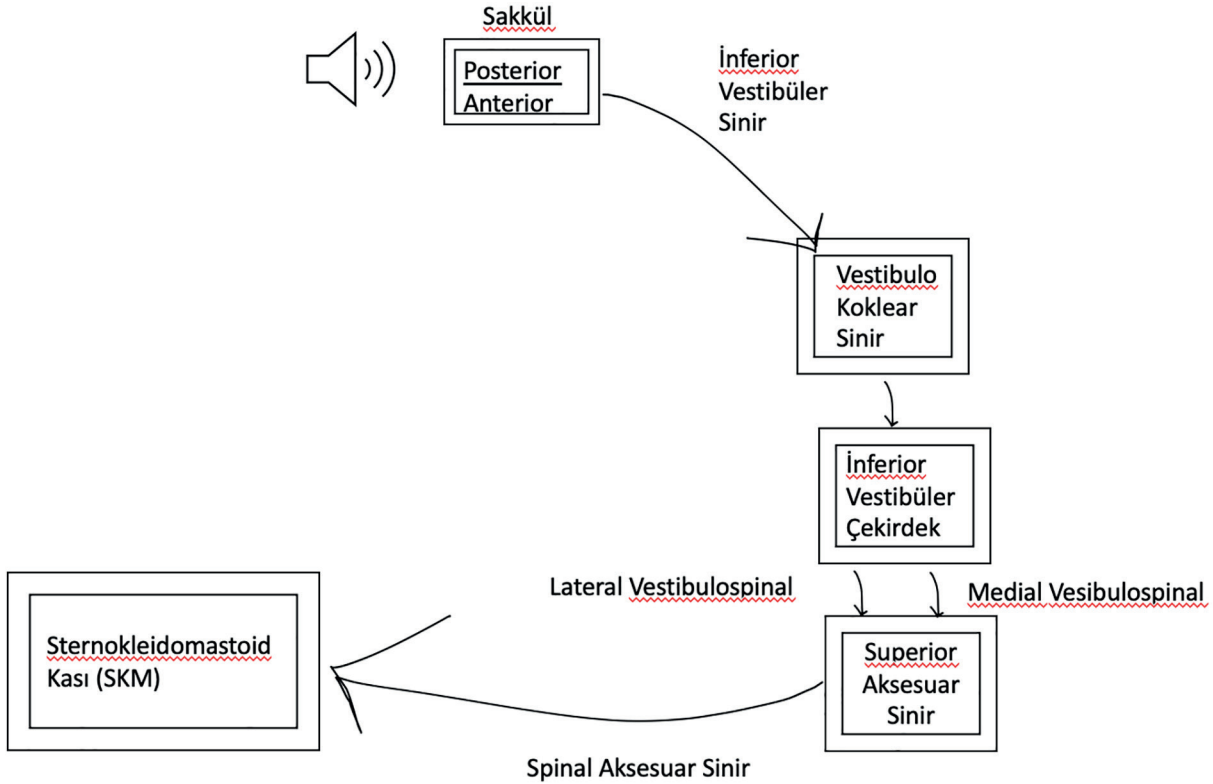 Sakkül
Posterior
Anterior
İnferior
Vestibüler
Sinir
Vestibulo
Koklear
Sinir
İnferior
Vestibüler
Çekirdek
Lateral Vestibulospinal
Medial Vesibulospinal
Superior
Aksesuar
Sinir
Sternokleidomastoid
Kası (SKM)
Spinal Aksesuar Sinir